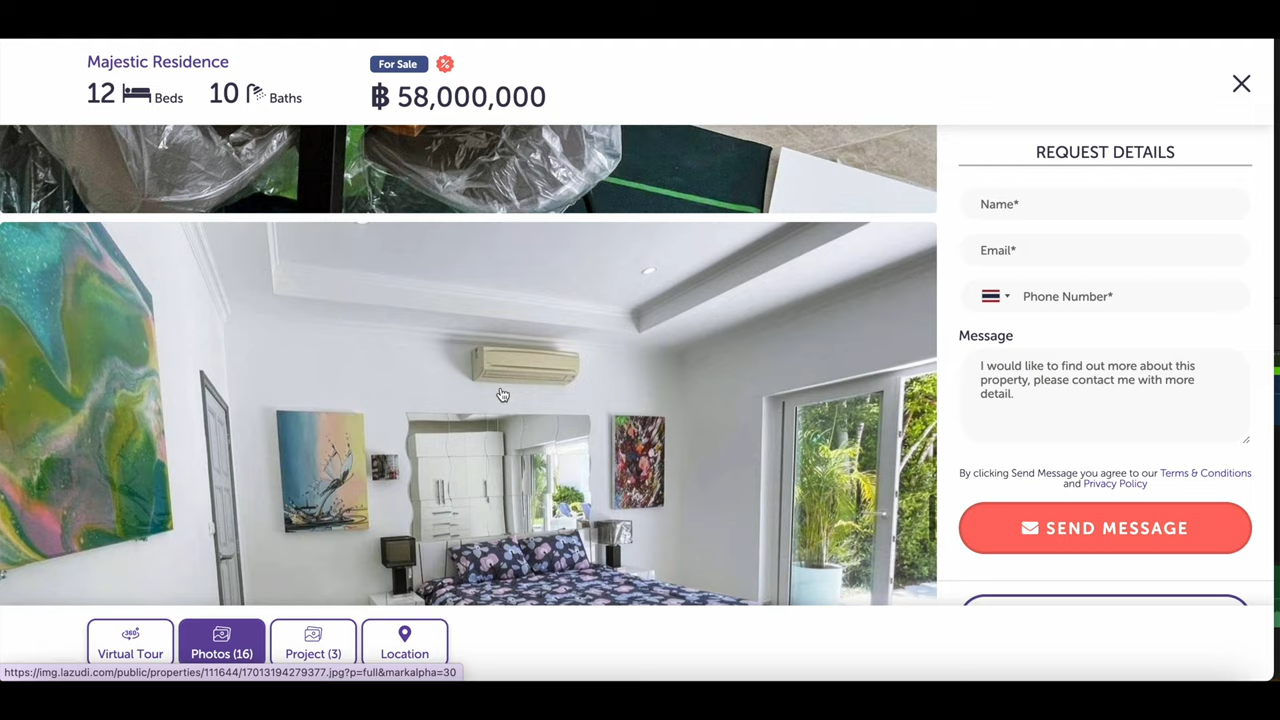 Majestic Residence
12 Beds 10 Baths
For Sale %
฿ 58,000,000
REQUEST DETAILS
Name*
Email*
Phone Number*
Message
I would like to find out more about this
property, please contact me with more
detail.
By clicking Send Message you agree to our Terms & Conditions
and Privacy Policy
SEND MESSAGE
360°
Virtual Tour
Photos (16)
Project (3)
Location
https://img.lazudi.com/public/properties/111644/17013194279377.jpg?p=full&markalpha=30